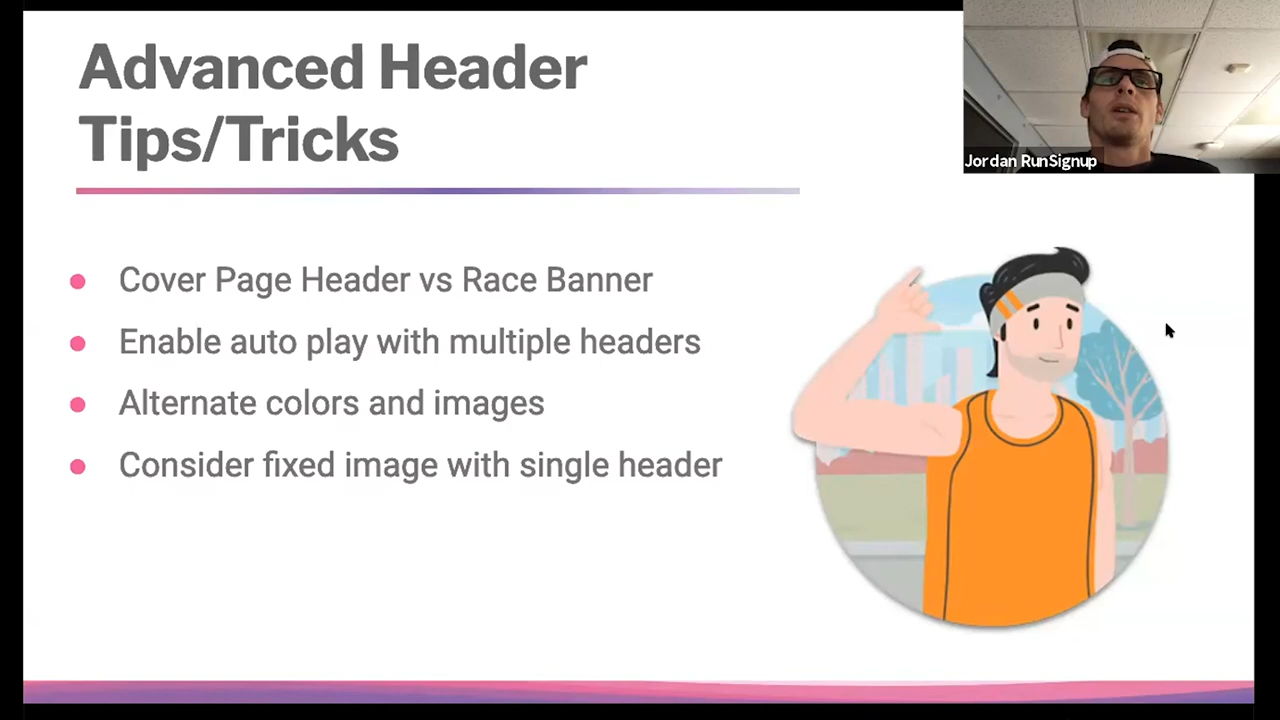 Advanced Header
Tips/Tricks
Jordan RunSignup
Cover Page Header vs Race Banner
Enable auto play with multiple headers
Alternate colors and images
Consider fixed image with single header